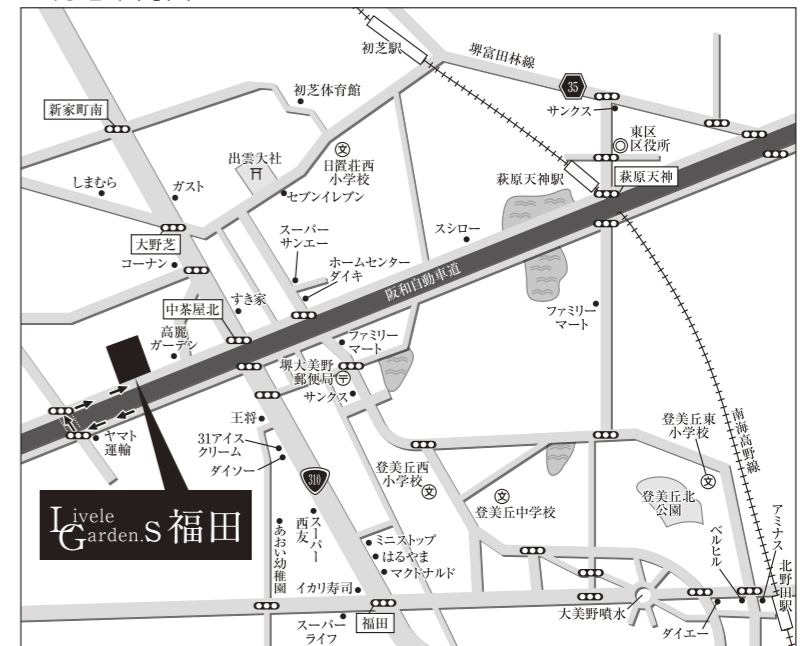 初芝駅
堺富田林線
35
サンクス
初芝体育館
新家町南
東区
区役所
出雲大社
日置荘西
小学校
文
萩原天神駅
萩原天神
しまむら
ガスト
セブンイレブン
大野芝
コーナン
スーパー
サンエー
スシロー
ホームセンター
ダイキ
阪和自動車道
すき家
中茶屋北
ファミリー
マート
高麗
ガーデン
ファミリー
マート
堺大美野
郵便局
〒
サンクス
王将
ヤマト
運輸
31アイス
クリーム
ダイソー
登美丘東
小学校
文
南海高野線
登美丘西
小学校
文
310
文
登美丘中学校
登美丘北
公園
Livele
Garden.S 福田
スーパー
西友
あおい幼稚園
ミニストップ
はるやま
マクドナルド
ベルヒル
アミナス
北野田駅
イカリ寿司
大美野噴水
スーパー
ライフ
福田
ダイエー